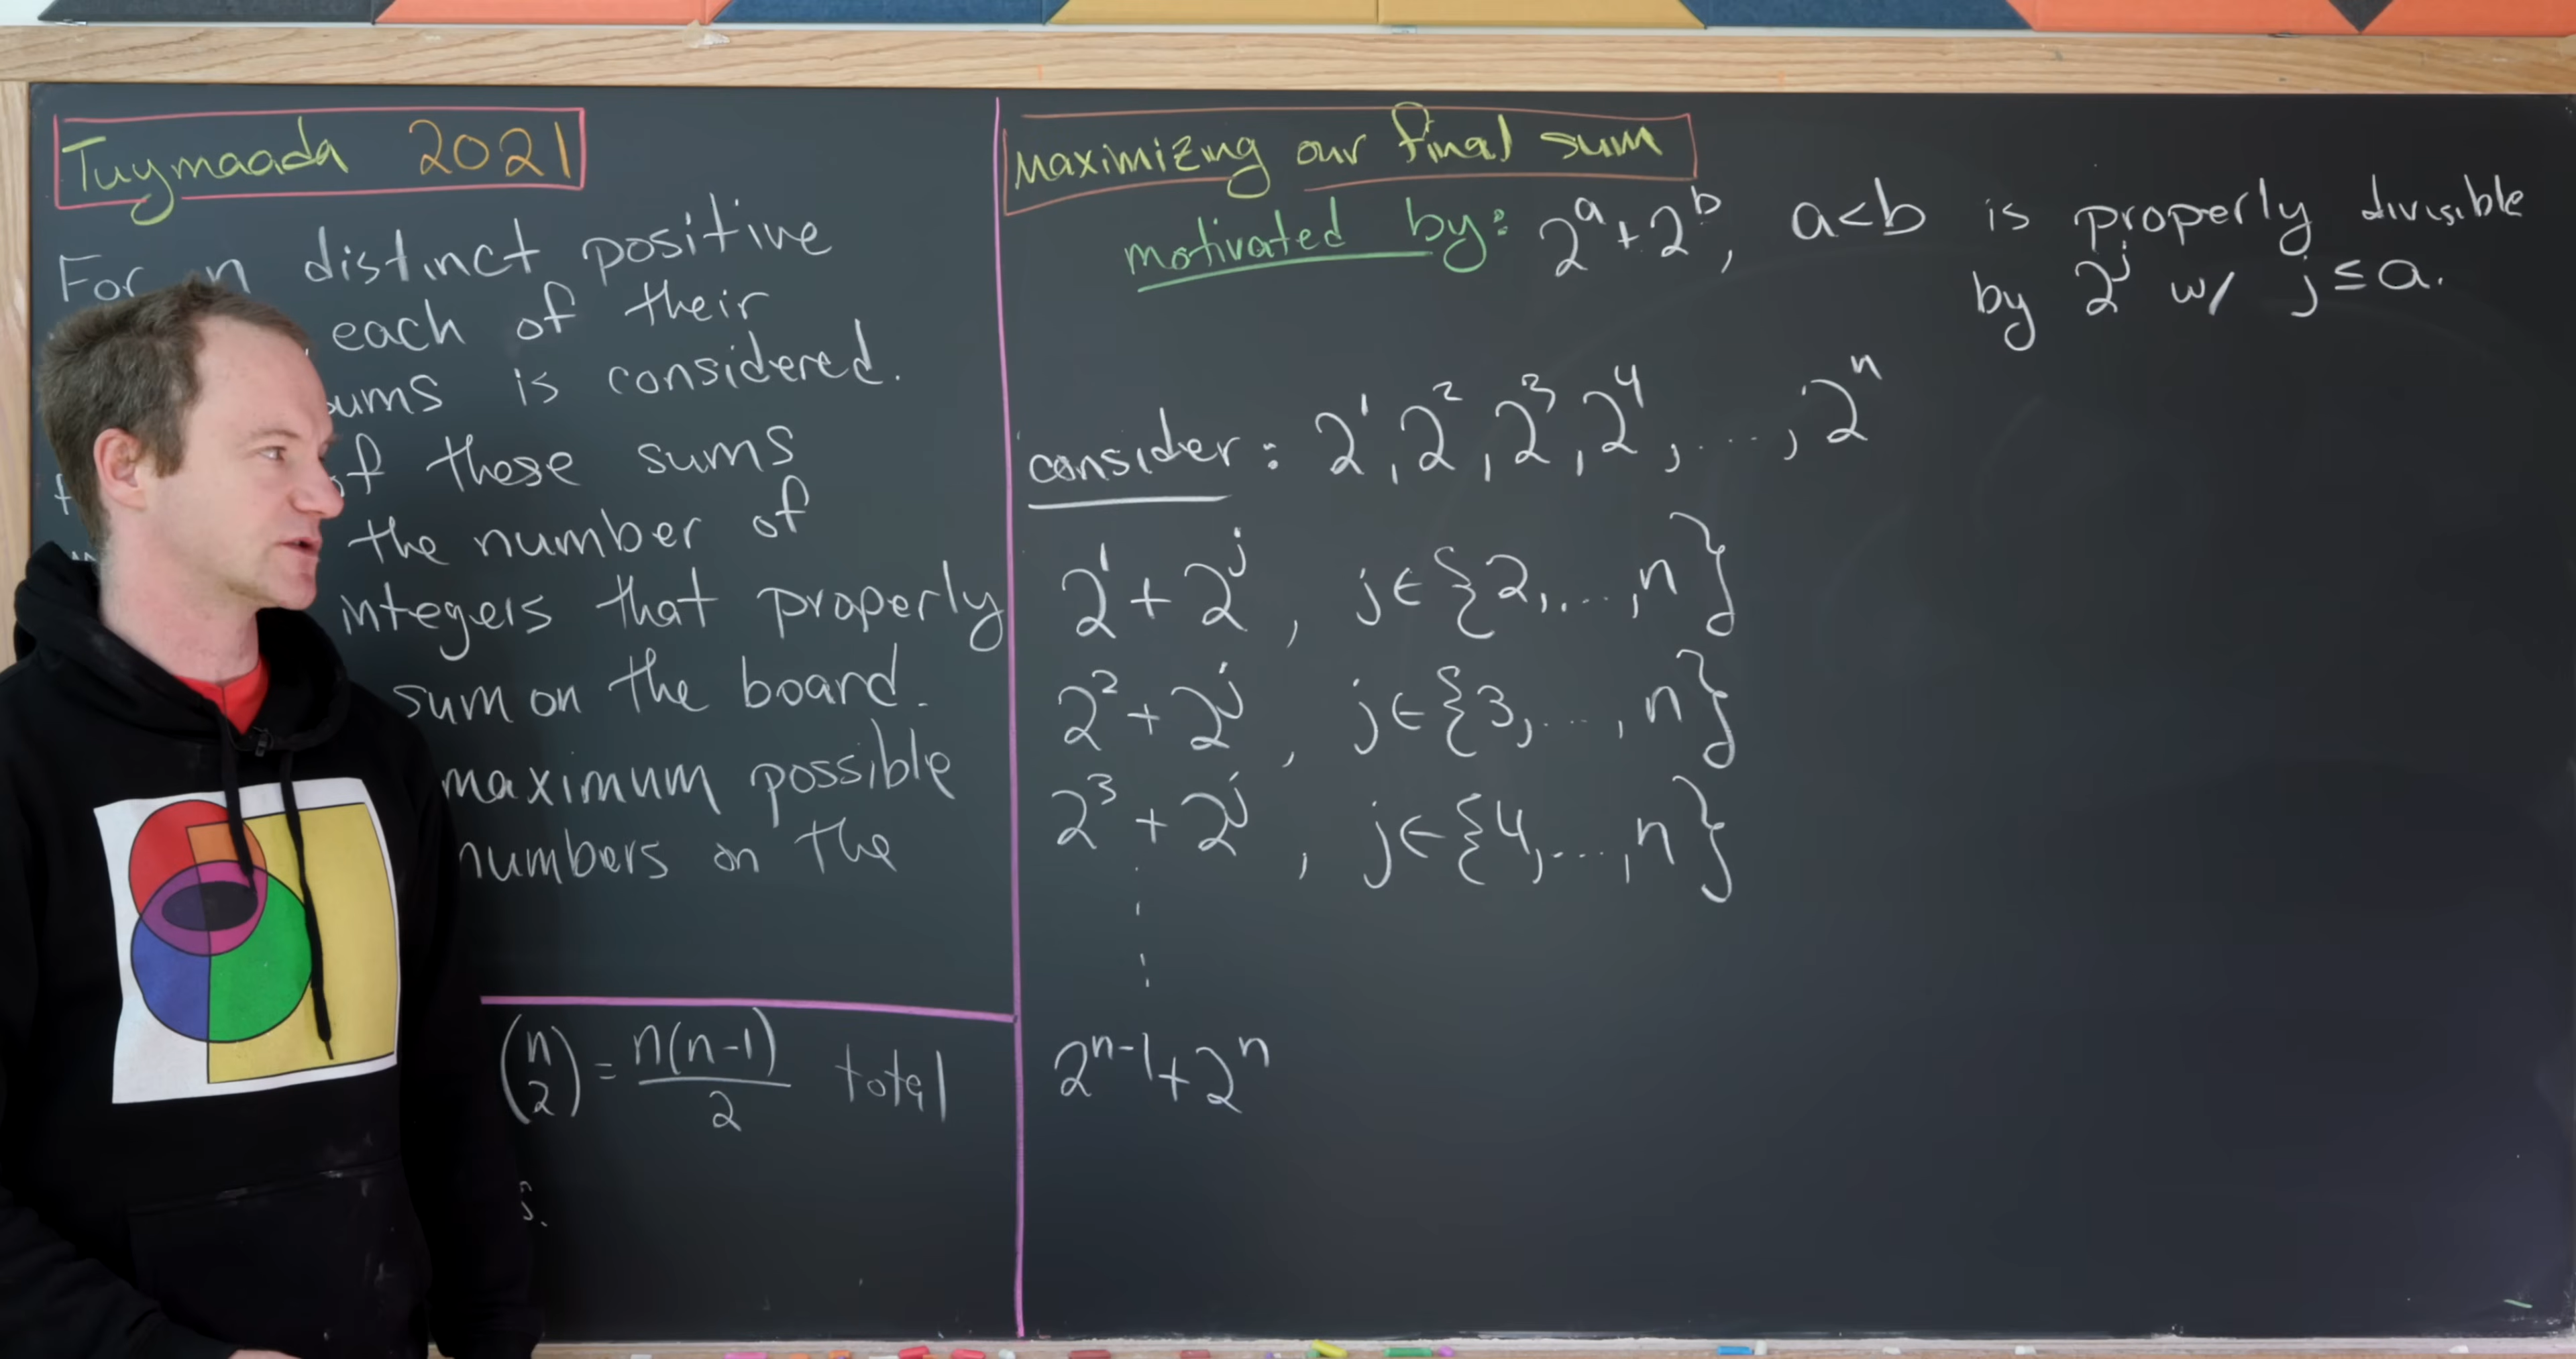 Tuymaada 2021
For n distinct positive
each of their
sums is considered.
of these sums
the number of
integers that properly
sum on the board.
maximum possible
numbers on the
(n 2) = n(n-1)/2 total
s.
Maximizing our final sum
motivated by: 2^a + 2^b, a<b is properly divisible
by 2^j w/ j≤a.
consider: 2^1, 2^2, 2^3, 2^4, ..., 2^n
2^1 + 2^j, j∈{2,...,n}
2^2 + 2^j, j∈{3,...,n}
2^3 + 2^j, j∈{4,...,n}
⋮
2^{n-1} + 2^n